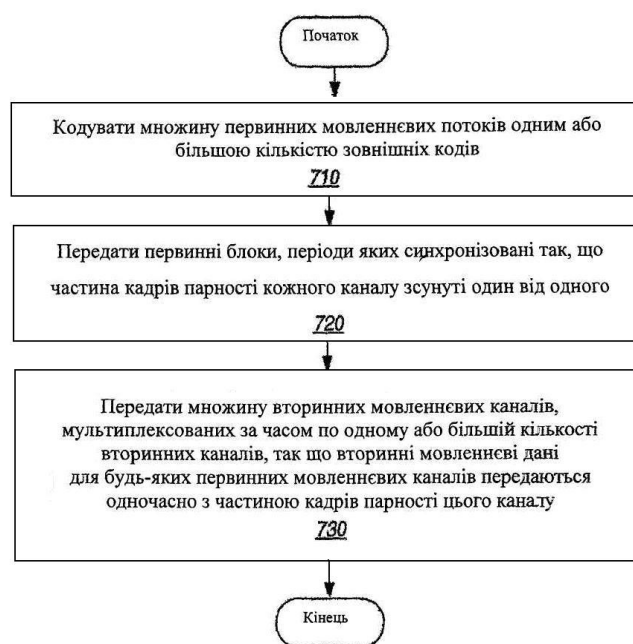 Початок
Кодувати множину первинних мовленнєвих потоків одним або
більшою кількістю зовнішніх кодів
710
Передати первинні блоки, періоди яких синхронізовані так, що
частина кадрів парності кожного каналу зсунуті один від одного
720
Передати множину вторинних мовленнєвих каналів,
мультиплексованих за часом по одному або більшій кількості
вторинних каналів, так що вторинні мовленнєві дані
для будь-яких первинних мовленнєвих каналів передаються
одночасно з частиною кадрів парності цього каналу
730
Кінець